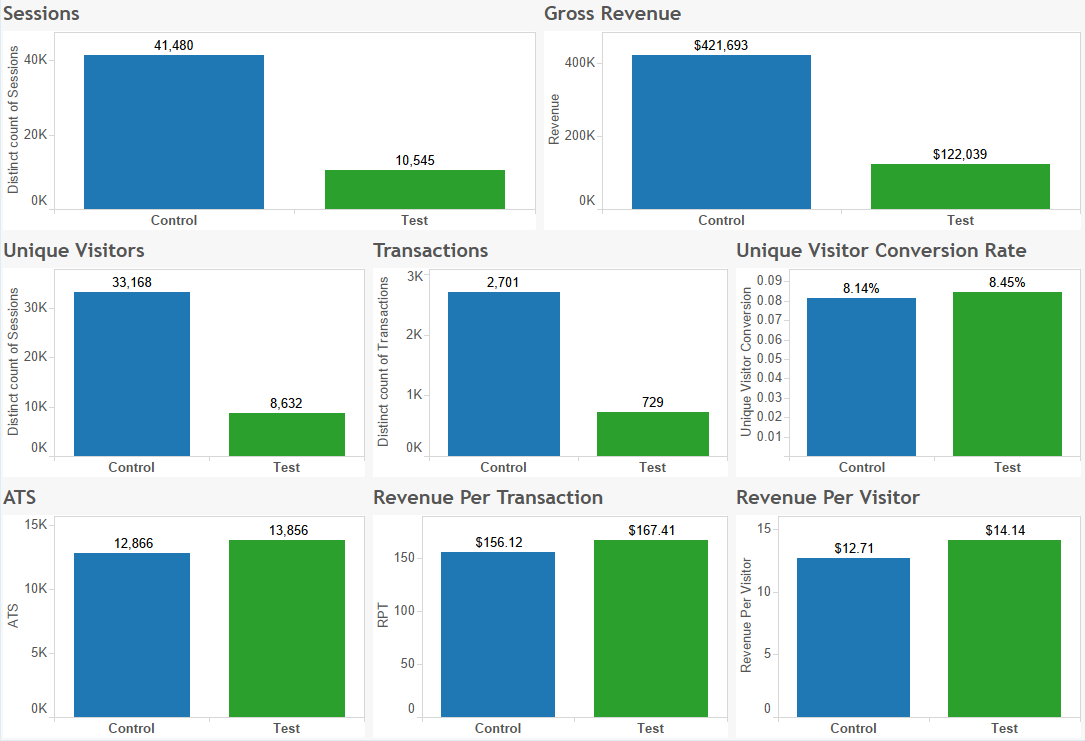 Sessions
Distinct count of Sessions
40K
20K
0K
41,480
10,545
Control
Test
Gross Revenue
Revenue
400K
200K
0K
$421,693
$122,039
Control
Test
Unique Visitors
Distinct count of Sessions
30K
20K
10K
0K
33,168
8,632
Control
Test
Transactions
Distinct count of Transactions
3K
2K
1K
0K
2,701
729
Control
Test
Unique Visitor Conversion Rate
Unique Visitor Conversion
0.09
0.08
0.07
0.06
0.05
0.04
0.03
0.02
0.01
8.14%
8.45%
Control
Test
ATS
ATS
15K
10K
5K
0K
12,866
13,856
Control
Test
Revenue Per Transaction
RPT
150
100
50
0
$156.12
$167.41
Control
Test
Revenue Per Visitor
Revenue Per Visitor
15
10
5
0
$12.71
$14.14
Control
Test